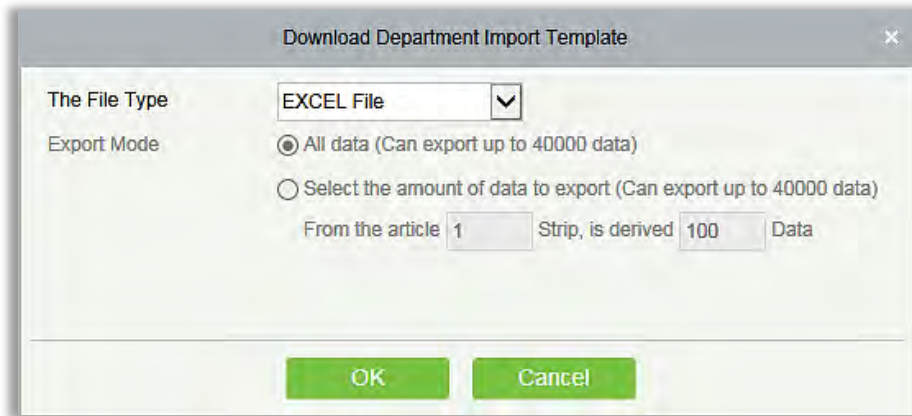 Download Department Import Template
The File Type EXCEL File
Export Mode All data (Can export up to 40000 data)
Select the amount of data to export (Can export up to 40000 data)
From the article 1 Strip, is derived 100 Data
OK Cancel